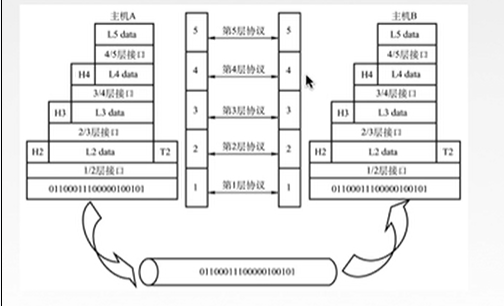 主机A
主机B
L5 data
5
第5层协议
5
L5 data
4/5层接口
4/5层接口
H4
L4 data
4
第4层协议
4
H4
L4 data
3/4层接口
3/4层接口
H3
L3 data
3
第3层协议
3
H3
L3 data
2/3层接口
2/3层接口
H2
L2 data
T2
2
第2层协议
2
H2
L2 data
T2
1/2层接口
1/2层接口
01100011100000100101
1
第1层协议
1
01100011100000100101
01100011100000100101